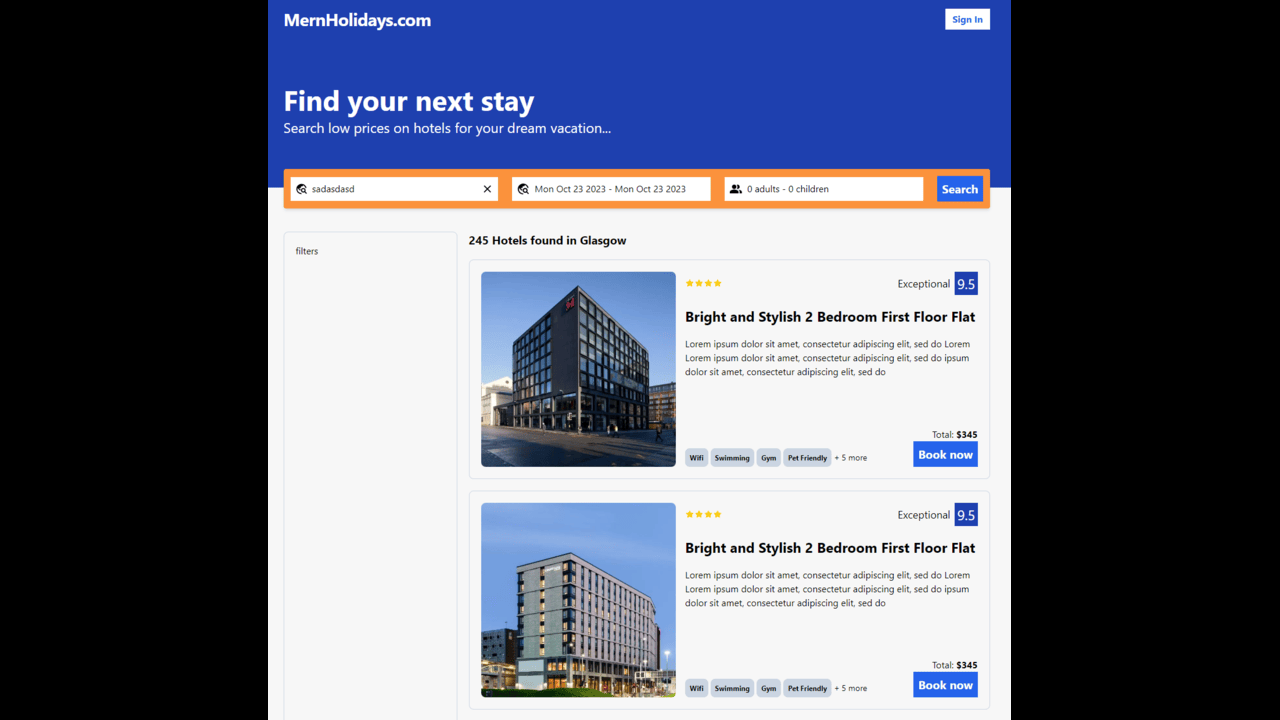 MernHolidays.com
Sign In
Find your next stay
Search low prices on hotels for your dream vacation...
sadasdasd
Mon Oct 23 2023 - Mon Oct 23 2023
0 adults - 0 children
Search
filters
245 Hotels found in Glasgow
Exceptional 9.5
Bright and Stylish 2 Bedroom First Floor Flat
Lorem ipsum dolor sit amet, consectetur adipiscing elit, sed do Lorem
Lorem ipsum dolor sit amet, consectetur adipiscing elit, sed do ipsum
dolor sit amet, consectetur adipiscing elit, sed do
Total: $345
Wifi Swimming Gym Pet Friendly + 5 more
Book now
Exceptional 9.5
Bright and Stylish 2 Bedroom First Floor Flat
Lorem ipsum dolor sit amet, consectetur adipiscing elit, sed do Lorem
Lorem ipsum dolor sit amet, consectetur adipiscing elit, sed do ipsum
dolor sit amet, consectetur adipiscing elit, sed do
Total: $345
Wifi Swimming Gym Pet Friendly + 5 more
Book now